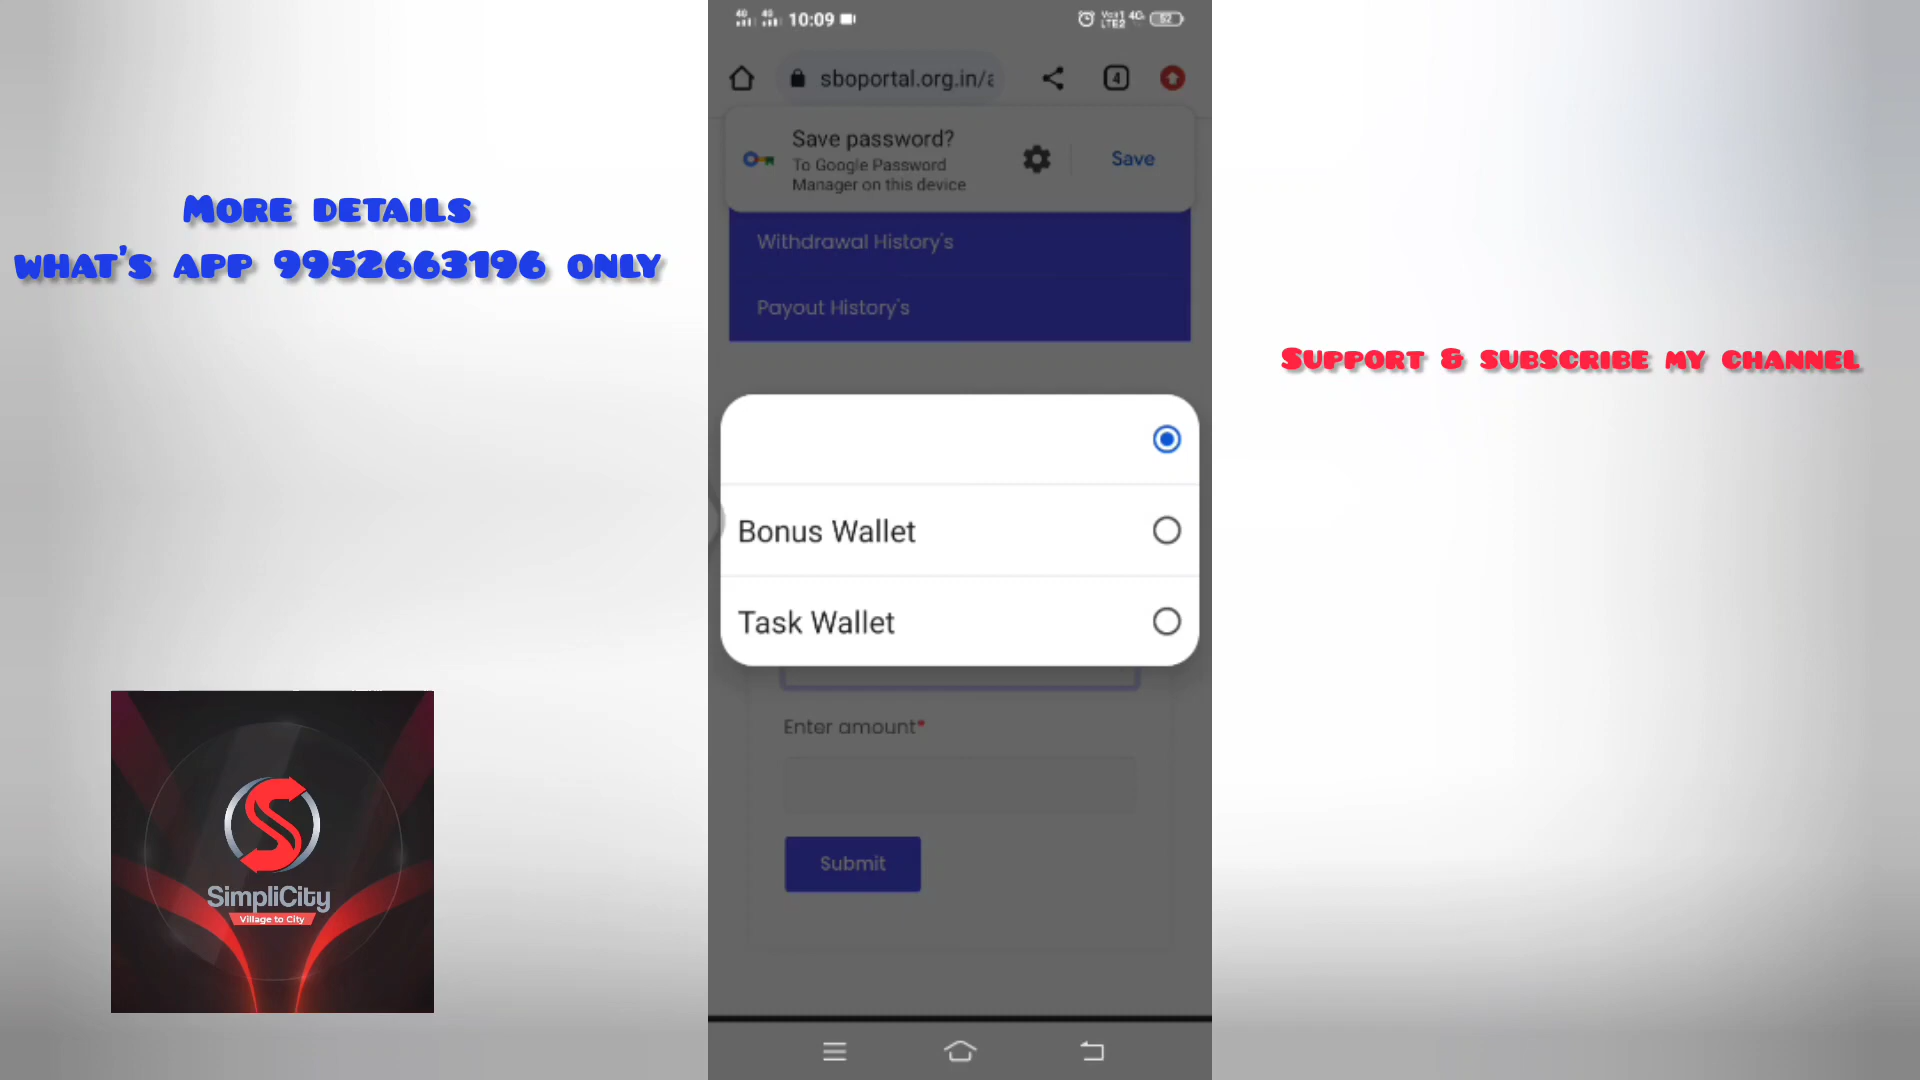 More details
what's app 9952663196 only
10:09
52
sboportal.org.in/a
4
Save password?
To Google Password
Manager on this device
Save
Withdrawal History's
Payout History's
Support & subscribe my channel
Bonus Wallet
Task Wallet
Enter amount*
Submit
SimpliCity
Village to City